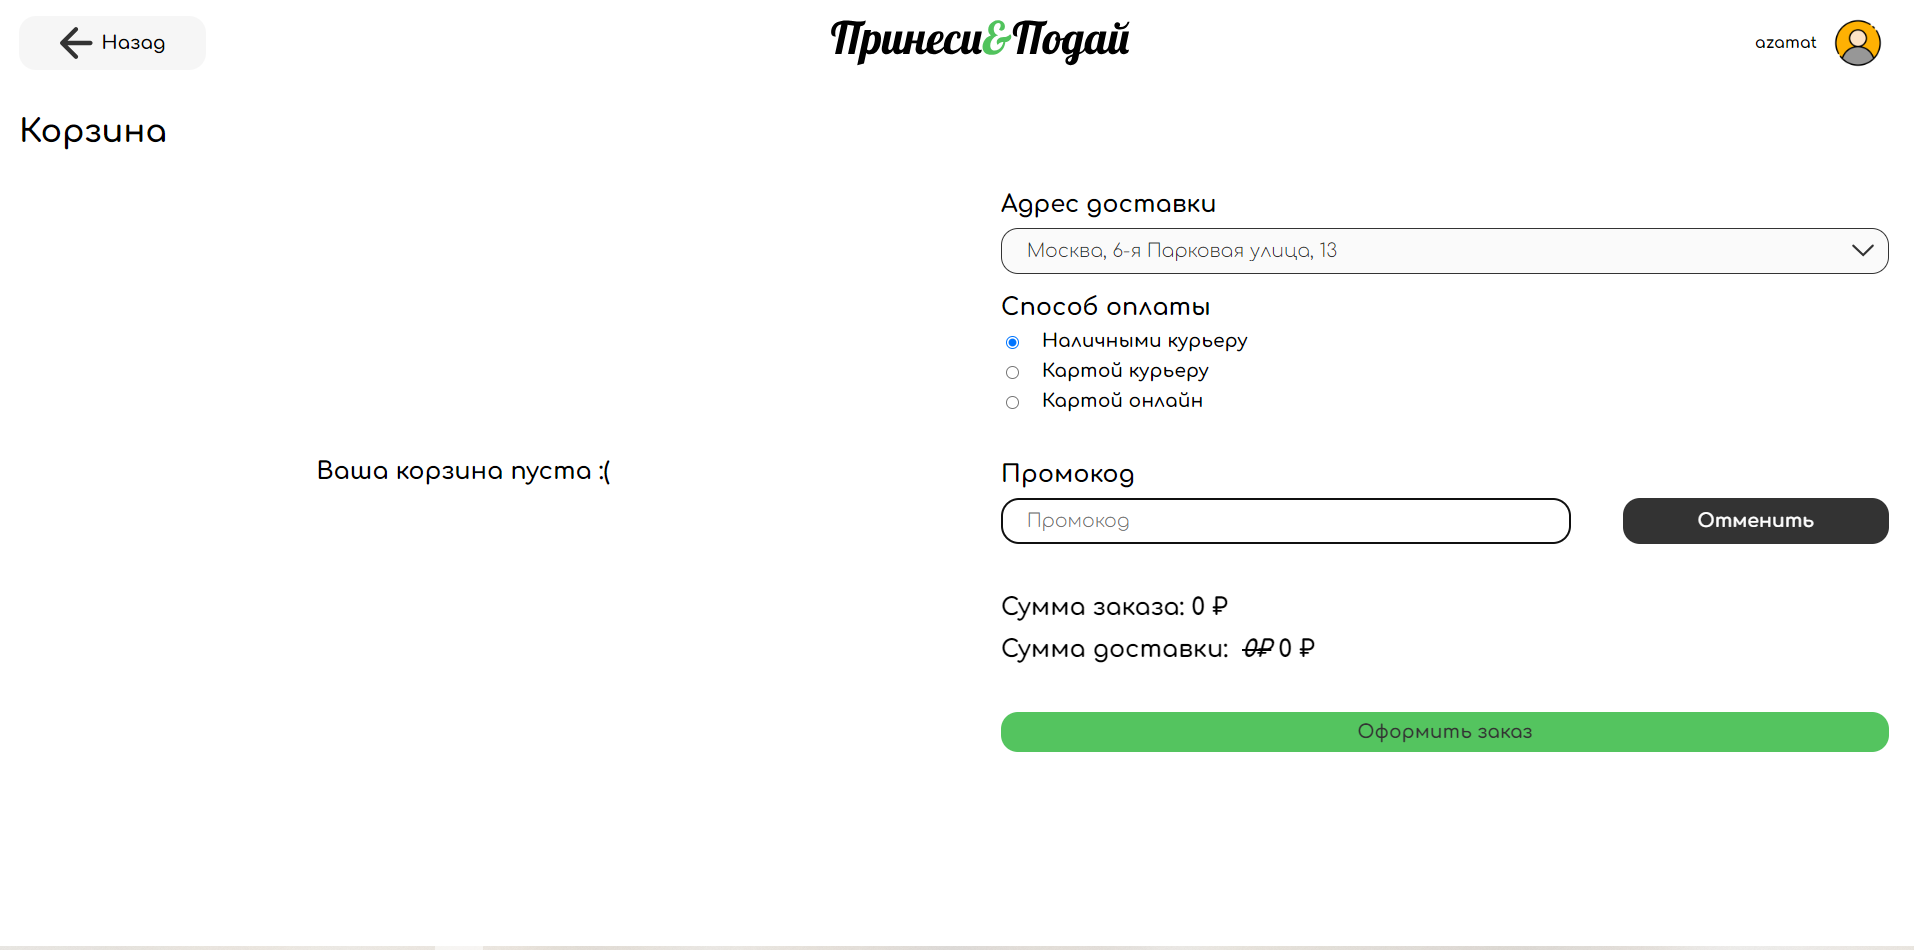 Назад
Принеси&Подай
azamat
Корзина
Адрес доставки
Москва, 6-я Парковая улица, 13
Способ оплаты
Наличными курьеру
Картой курьеру
Картой онлайн
Ваша корзина пуста :(
Промокод
Промокод
Отменить
Сумма заказа: 0 ₽
Сумма доставки: 0₽ 0 ₽
Оформить заказ